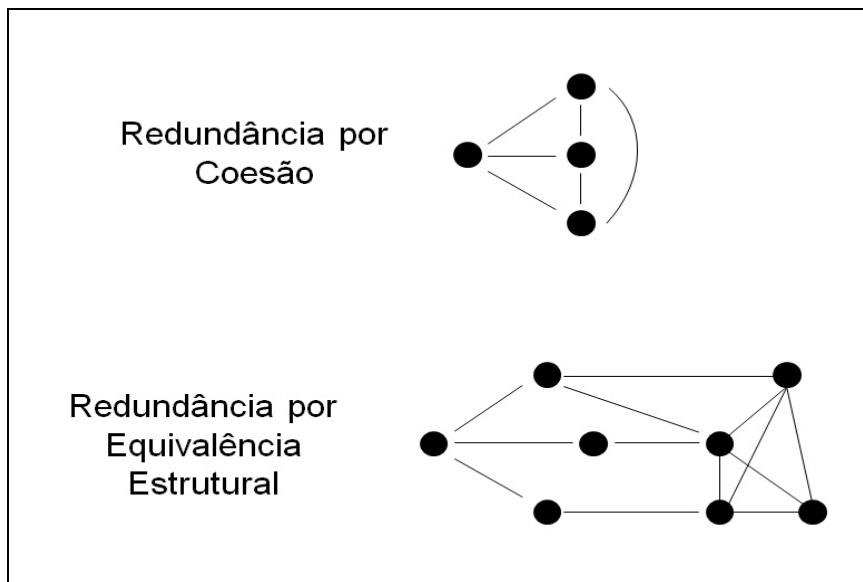 Redundância por
Coesão
Redundância por
Equivalência
Estrutural